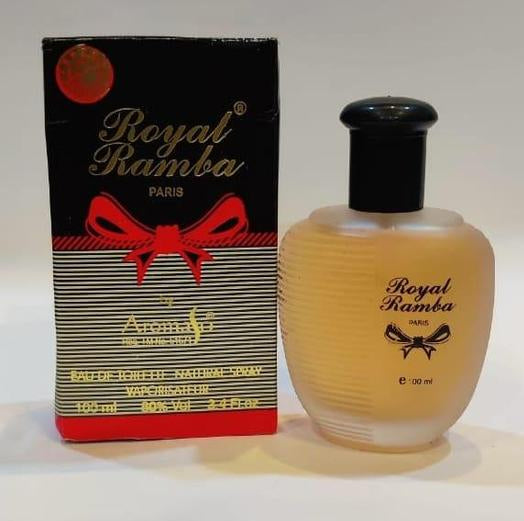 Royal®
Ramba
PARIS
by
EAU DE TOILETTE NATURAL SPRAY
VAPORISATEUR
100 ml 80% Vol 3.4 Fl.oz
Royal
Ramba
PARIS
e 100 ml